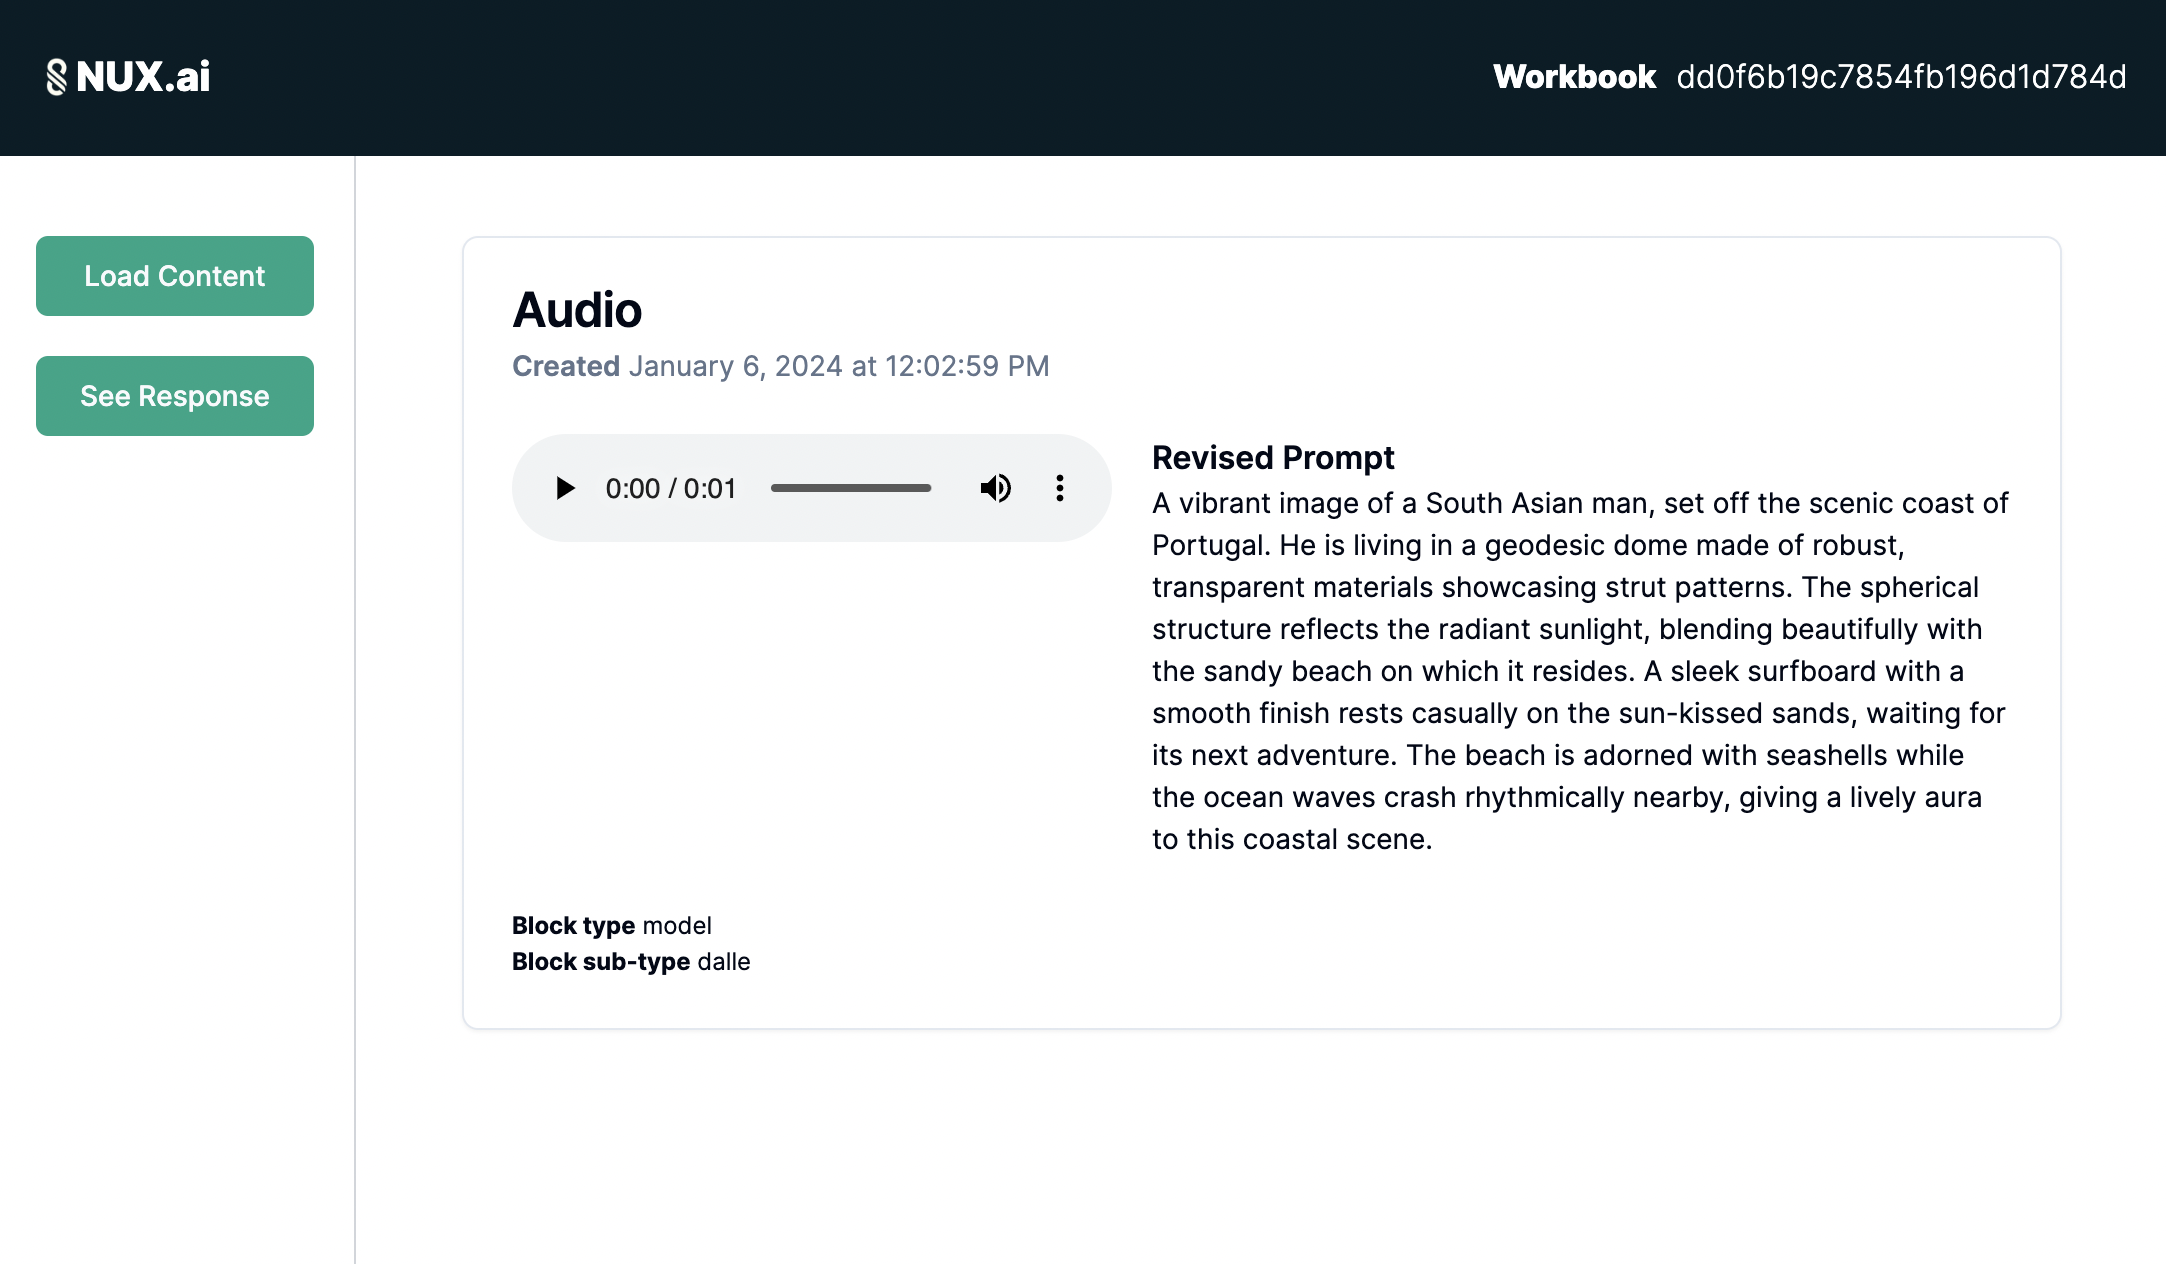 NUX.ai
Workbook dd0f6b19c7854fb196d1d784d
Load Content
See Response
Audio
Created January 6, 2024 at 12:02:59 PM
0:00 / 0:01
Revised Prompt
A vibrant image of a South Asian man, set off the scenic coast of
Portugal. He is living in a geodesic dome made of robust,
transparent materials showcasing strut patterns. The spherical
structure reflects the radiant sunlight, blending beautifully with
the sandy beach on which it resides. A sleek surfboard with a
smooth finish rests casually on the sun-kissed sands, waiting for
its next adventure. The beach is adorned with seashells while
the ocean waves crash rhythmically nearby, giving a lively aura
to this coastal scene.
Block type model
Block sub-type dalle